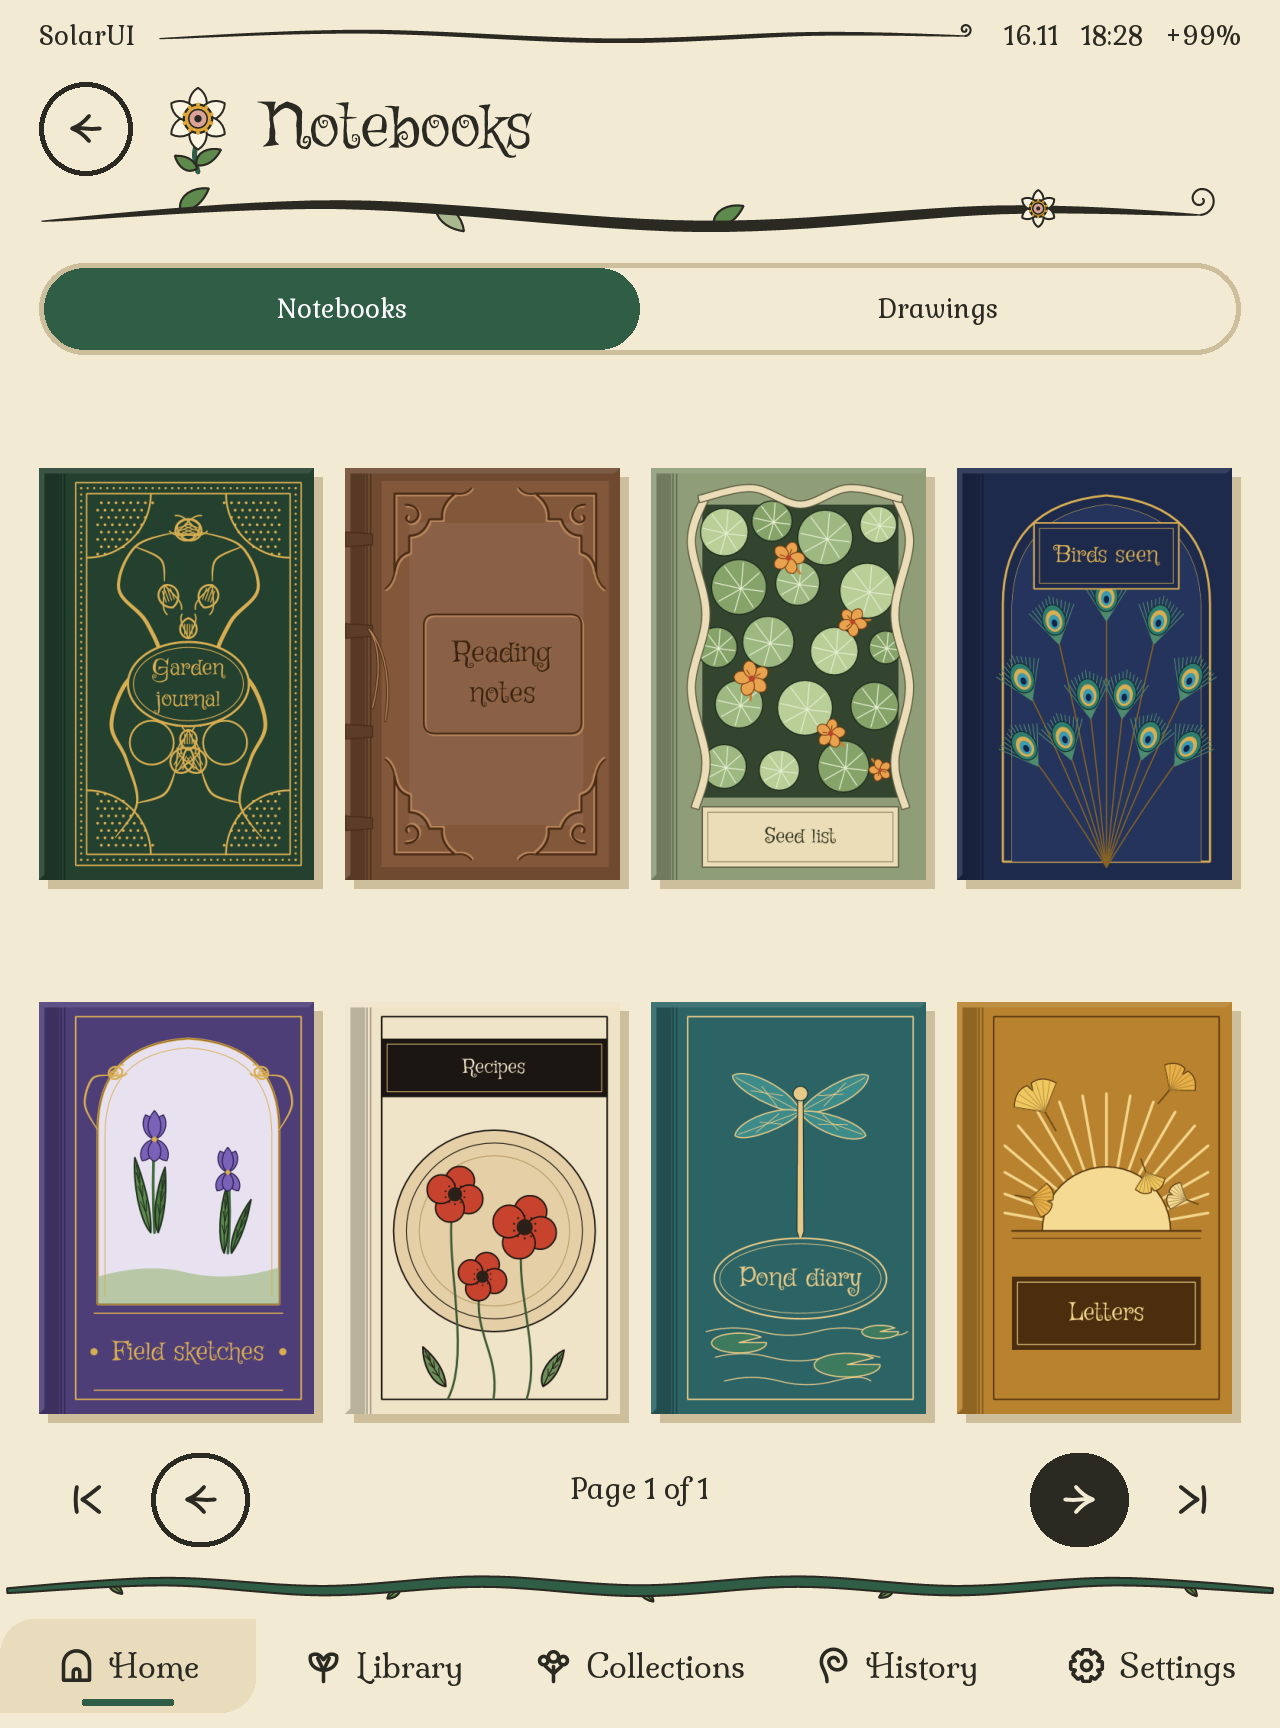 SolarUI 16.11 18:28 +99%
Notebooks
Notebooks Drawings
Garden
journal
Reading
notes
Seed list
Birds seen
Field sketches
Recipes
Pond diary
Letters
Page 1 of 1
Home Library Collections History Settings